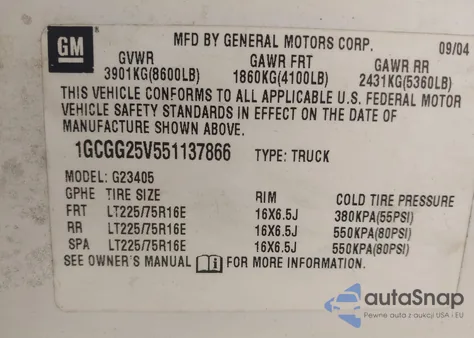 GM MFD BY GENERAL MOTORS CORP. 09/04
GVWR GAWR FRT GAWR RR
3901KG(8600LB) 1860KG(4100LB) 2431KG(5360LB)
THIS VEHICLE CONFORMS TO ALL APPLICABLE U.S. FEDERAL MOTOR
VEHICLE SAFETY STANDARDS IN EFFECT ON THE DATE OF
MANUFACTURE SHOWN ABOVE.
1GCGG25V551137866 TYPE: TRUCK
MODEL: G23405
GPHE TIRE SIZE RIM COLD TIRE PRESSURE
FRT LT225/75R16E 16X6.5J 380KPA(55PSI)
RR LT225/75R16E 16X6.5J 550KPA(80PSI)
SPA LT225/75R16E 16X6.5J 550KPA(80PSI)
SEE OWNER'S MANUAL FOR MORE INFORMATION.
autoSnap
Pewne auta z aukcji USA i EU